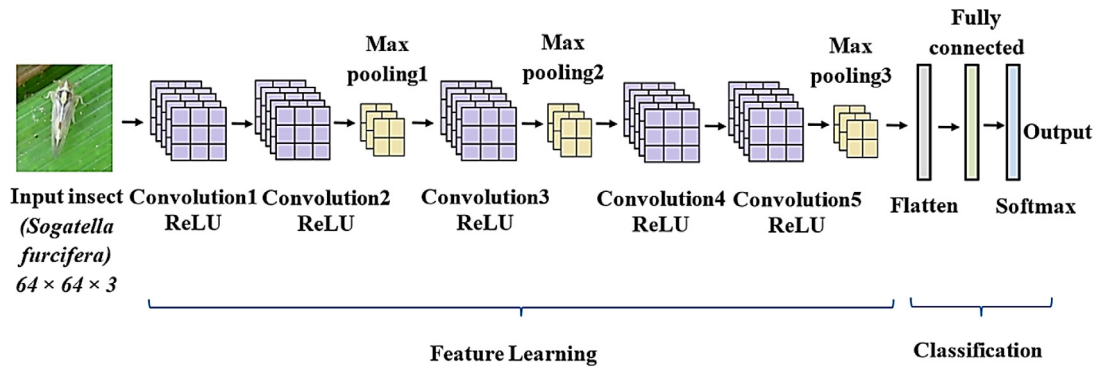 Max
pooling1
Max
pooling2
Max
pooling3
Fully
connected
Output
Input insect
(Sogatella
furcifera)
64 × 64 × 3
Convolution1
ReLU
Convolution2
ReLU
Convolution3
ReLU
Convolution4
ReLU
Convolution5
ReLU
Flatten
Softmax
Feature Learning
Classification